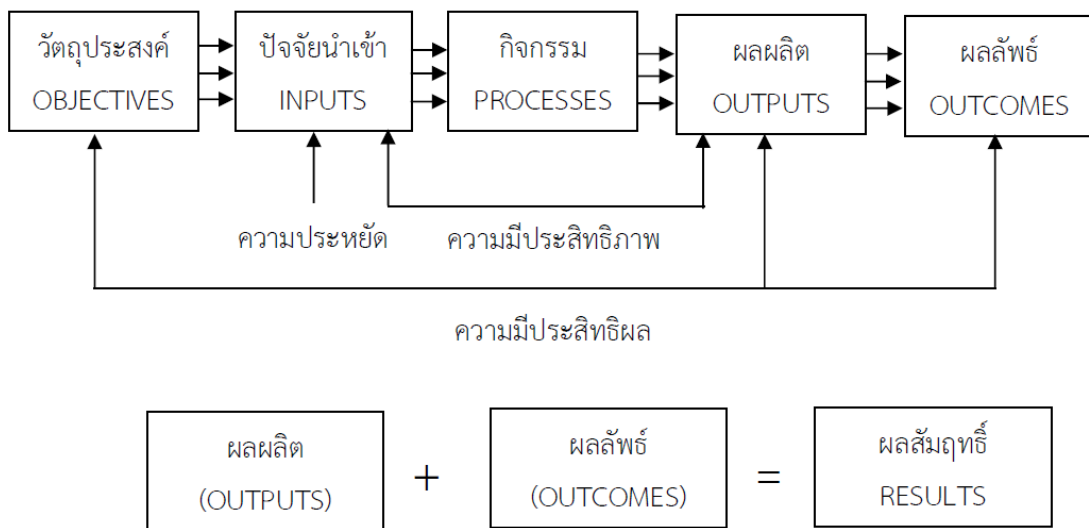 วัตถุประสงค์
OBJECTIVES
ปัจจัยนำเข้า
INPUTS
กิจกรรม
PROCESSES
ผลผลิต
OUTPUTS
ผลลัพธ์
OUTCOMES
ความประหยัด
ความมีประสิทธิภาพ
ความมีประสิทธิผล
ผลผลิต
(OUTPUTS)
+
ผลลัพธ์
(OUTCOMES)
=
ผลสัมฤทธิ์
RESULTS